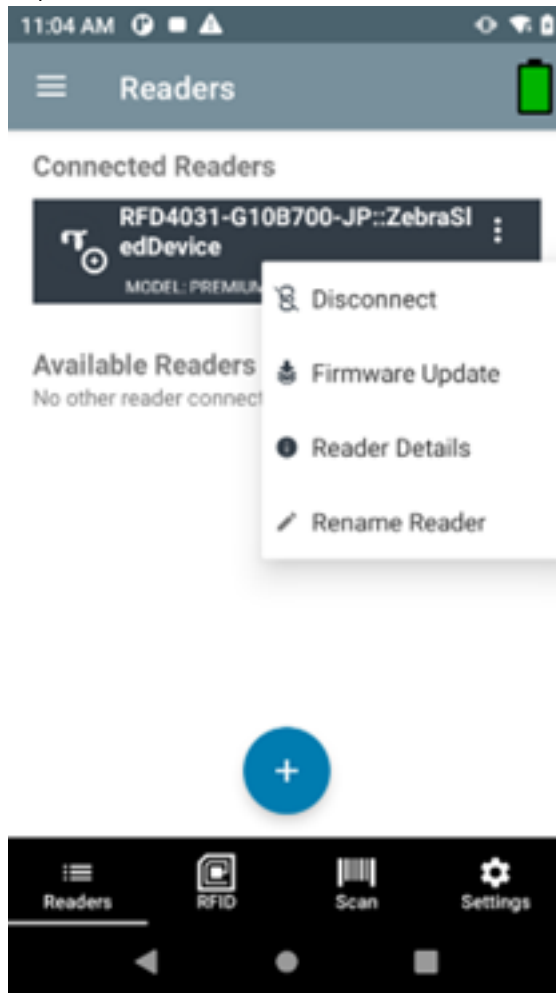 11:04 AM
Readers
Connected Readers
RFD4031-G10B700-JP::ZebraSl
edDevice
MODEL: PREMIUM
Disconnect
Available Readers
Firmware Update
No other reader connect
Reader Details
Rename Reader
+
Readers
RFID
Scan
Settings